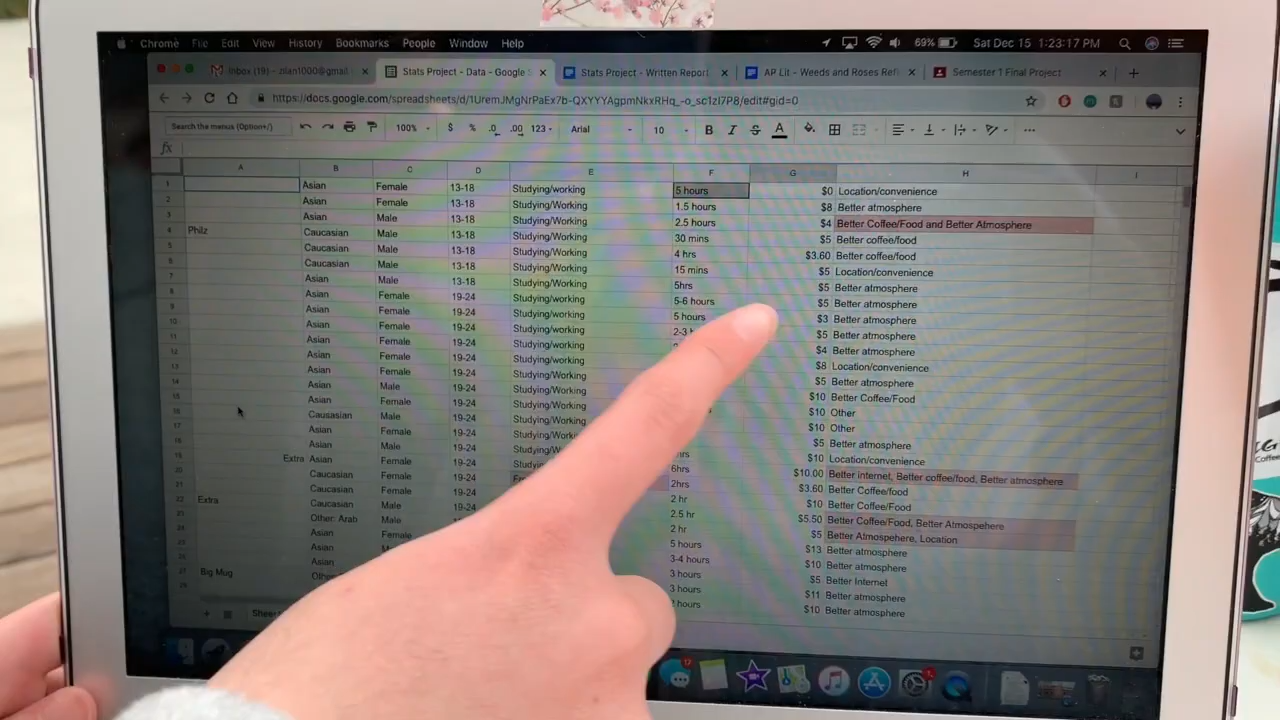 Chrome File Edit View History Bookmarks People Window Help 69% Sat Dec 15 1:23:17 PM
Inbox (19) - zilan1000@gmail Stats Project - Data - Google Stats Project - Written Report AP Lit - Weeds and Roses Refl Semester 1 Final Project
https://docs.google.com/spreadsheets/d/1UremJMgNrPaEx7b-QXYYYAgpmNkxRHq_-o_sc1zI7P8/edit#gid=0
Search the menus (Option+/) 100% $ % .0 .00 123 Arial 10 B I S A
fx
A B C D E F G H I
1 Asian Female 13-18 Studying/working 5 hours $0 Location/convenience
2 Asian Female 13-18 Studying/Working 1.5 hours $8 Better atmosphere
3 Asian Male 13-18 Studying/Working 2.5 hours $4 Better Coffee/Food and Better Atmosphere
4 Philz Caucasian Male 13-18 Studying/Working 30 mins $5 Better coffee/food
5 Caucasian Male 13-18 Studying/Working 4 hrs $3.60 Better coffee/food
6 Caucasian Male 13-18 Studying/Working 15 mins $5 Location/convenience
7 Asian Male 13-18 Studying/Working 5hrs $5 Better atmosphere
8 Asian Female 19-24 Studying/working 5-6 hours $5 Better atmosphere
9 Asian Female 19-24 Studying/working 5 hours $3 Better atmosphere
10 Asian Female 19-24 Studying/working 2-3 $5 Better atmosphere
11 Asian Female 19-24 Studying/working $4 Better atmosphere
12 Asian Female 19-24 Studying/working $8 Location/convenience
13 Asian Female 19-24 Studying/Working $5 Better atmosphere
14 Asian Male 19-24 Studying/Working $10 Better Coffee/Food
15 Asian Female 19-24 Studying/Working $10 Other
16 Causasian Male 19-24 Studying/Working $10 Other
17 Asian Female 19-24 $5 Better atmosphere
18 Asian Male 19-24 $10 Location/convenience
19 Extra Asian Female 19-24 6hrs $10.00 Better internet, Better coffee/food, Better atmosphere
20 Caucasian Female 19-24 2hrs $3.60 Better Coffee/food
21 Caucasian Female 19-24 2 hr $10 Better Coffee/Food
22 Extra Caucasian Male 19-24 2.5 hr $5.50 Better Coffee/Food, Better Atmospehere
Other: Arab Male 2 hr $5 Better Atmospehere, Location
Asian Female 5 hours $13 Better atmosphere
Asian 3-4 hours $10 Better atmosphere
Asian 3 hours $5 Better Internet
27 Big Mug 3 hours $11 Better atmosphere
hours $10 Better atmosphere
Coffee